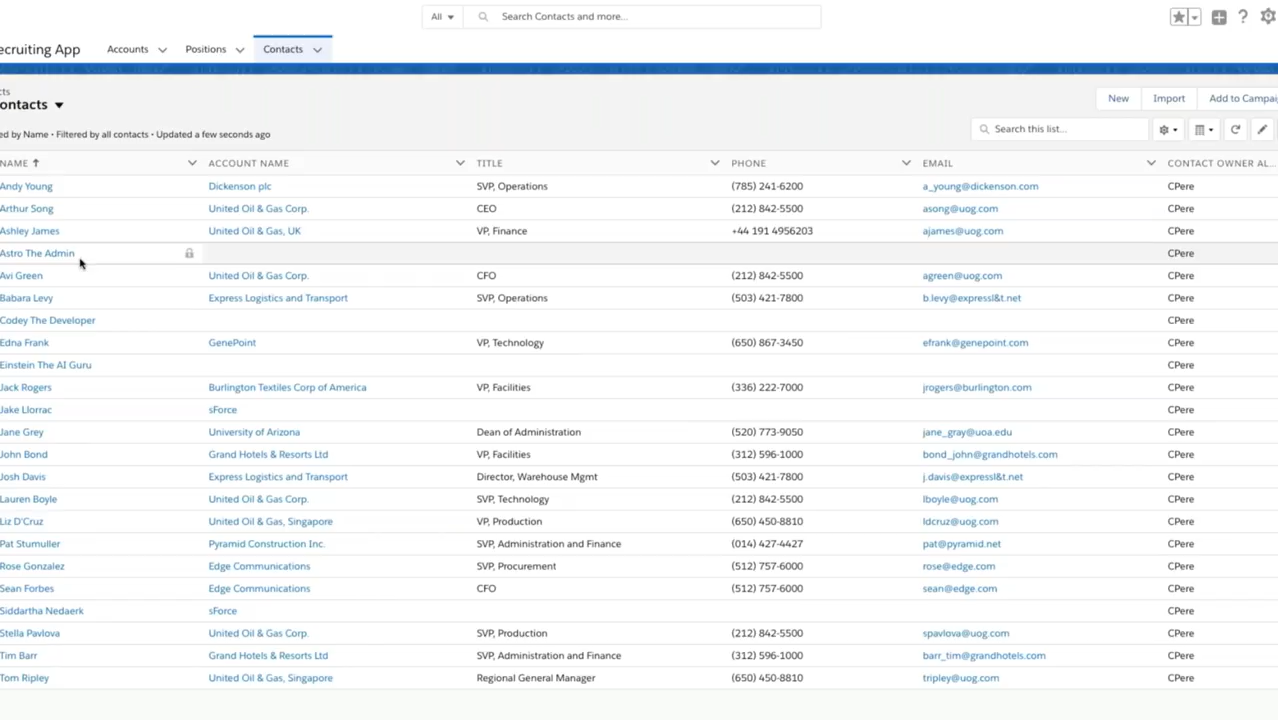 All Search Contacts and more...
ecruiting App Accounts Positions Contacts
cts
ontacts New Import Add to Campai
ed by Name • Filtered by all contacts • Updated a few seconds ago Search this list...
NAME ACCOUNT NAME TITLE PHONE EMAIL CONTACT OWNER AL...
Andy Young Dickenson plc SVP, Operations (785) 241-6200 a_young@dickenson.com CPere
Arthur Song United Oil & Gas Corp. CEO (212) 842-5500 asong@uog.com CPere
Ashley James United Oil & Gas, UK VP, Finance +44 191 4956203 ajames@uog.com CPere
Astro The Admin CPere
Avi Green United Oil & Gas Corp. CFO (212) 842-5500 agreen@uog.com CPere
Babara Levy Express Logistics and Transport SVP, Operations (503) 421-7800 b.levy@expressl&t.net CPere
Codey The Developer CPere
Edna Frank GenePoint VP, Technology (650) 867-3450 efrank@genepoint.com CPere
Einstein The AI Guru CPere
Jack Rogers Burlington Textiles Corp of America VP, Facilities (336) 222-7000 jrogers@burlington.com CPere
Jake Llorrac sForce CPere
Jane Grey University of Arizona Dean of Administration (520) 773-9050 jane_gray@uoa.edu CPere
John Bond Grand Hotels & Resorts Ltd VP, Facilities (312) 596-1000 bond_john@grandhotels.com CPere
Josh Davis Express Logistics and Transport Director, Warehouse Mgmt (503) 421-7800 j.davis@expressl&t.net CPere
Lauren Boyle United Oil & Gas Corp. SVP, Technology (212) 842-5500 lboyle@uog.com CPere
Liz D'Cruz United Oil & Gas, Singapore VP, Production (650) 450-8810 ldcruz@uog.com CPere
Pat Stumuller Pyramid Construction Inc. SVP, Administration and Finance (014) 427-4427 pat@pyramid.net CPere
Rose Gonzalez Edge Communications SVP, Procurement (512) 757-6000 rose@edge.com CPere
Sean Forbes Edge Communications CFO (512) 757-6000 sean@edge.com CPere
Siddartha Nedaerk sForce CPere
Stella Pavlova United Oil & Gas Corp. SVP, Production (212) 842-5500 spavlova@uog.com CPere
Tim Barr Grand Hotels & Resorts Ltd SVP, Administration and Finance (312) 596-1000 barr_tim@grandhotels.com CPere
Tom Ripley United Oil & Gas, Singapore Regional General Manager (650) 450-8810 tripley@uog.com CPere